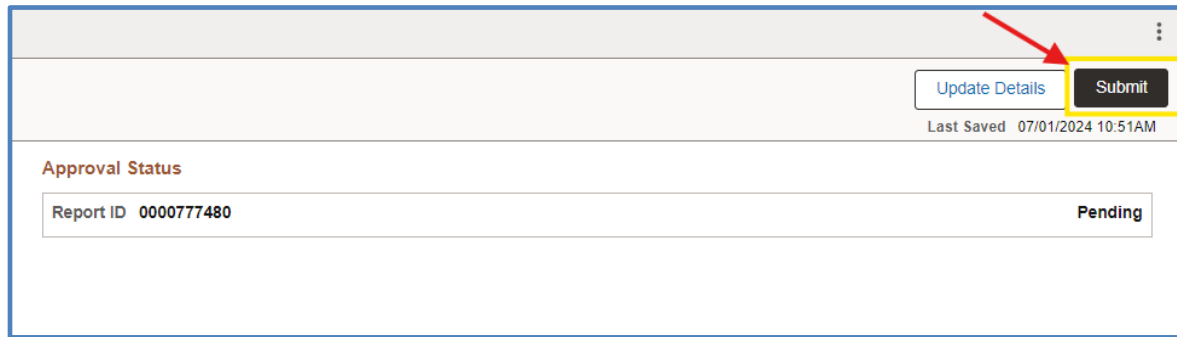 Update Details Submit
Last Saved 07/01/2024 10:51AM
Approval Status
Report ID 0000777480 Pending